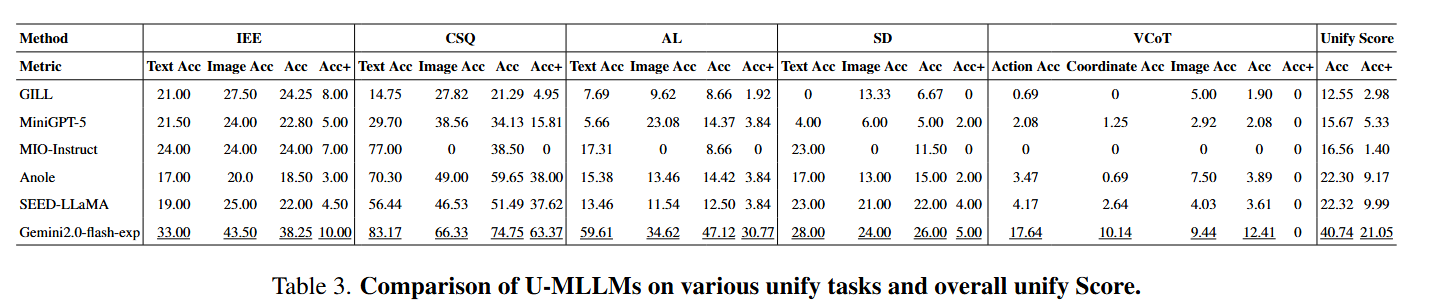 Method IEE CSQ AL SD VCoT Unify Score
Metric Text Acc Image Acc Acc Acc+ Text Acc Image Acc Acc Acc+ Text Acc Image Acc Acc Acc+ Text Acc Image Acc Acc Acc+ Action Acc Coordinate Acc Image Acc Acc Acc+ Acc Acc+
GILL 21.00 27.50 24.25 8.00 14.75 27.82 21.29 4.95 7.69 9.62 8.66 1.92 0 13.33 6.67 0 0.69 0 5.00 1.90 0 12.55 2.98
MiniGPT-5 21.50 24.00 22.80 5.00 29.70 38.56 34.13 15.81 5.66 23.08 14.37 3.84 4.00 6.00 5.00 2.00 2.08 1.25 2.92 2.08 0 15.67 5.33
MIO-Instruct 24.00 24.00 24.00 7.00 77.00 0 38.50 0 17.31 0 8.66 0 23.00 0 11.50 0 0 0 0 0 0 16.56 1.40
Anole 17.00 20.0 18.50 3.00 70.30 49.00 59.65 38.00 15.38 13.46 14.42 3.84 17.00 13.00 15.00 2.00 3.47 0.69 7.50 3.89 0 22.30 9.17
SEED-LLaMA 19.00 25.00 22.00 4.50 56.44 46.53 51.49 37.62 13.46 11.54 12.50 3.84 23.00 21.00 22.00 4.00 4.17 2.64 4.03 3.61 0 22.32 9.99
Gemini2.0-flash-exp 33.00 43.50 38.25 10.00 83.17 66.33 74.75 63.37 59.61 34.62 47.12 30.77 28.00 24.00 26.00 5.00 17.64 10.14 9.44 12.41 0 40.74 21.05
Table 3. Comparison of U-MLLMs on various unify tasks and overall unify Score.